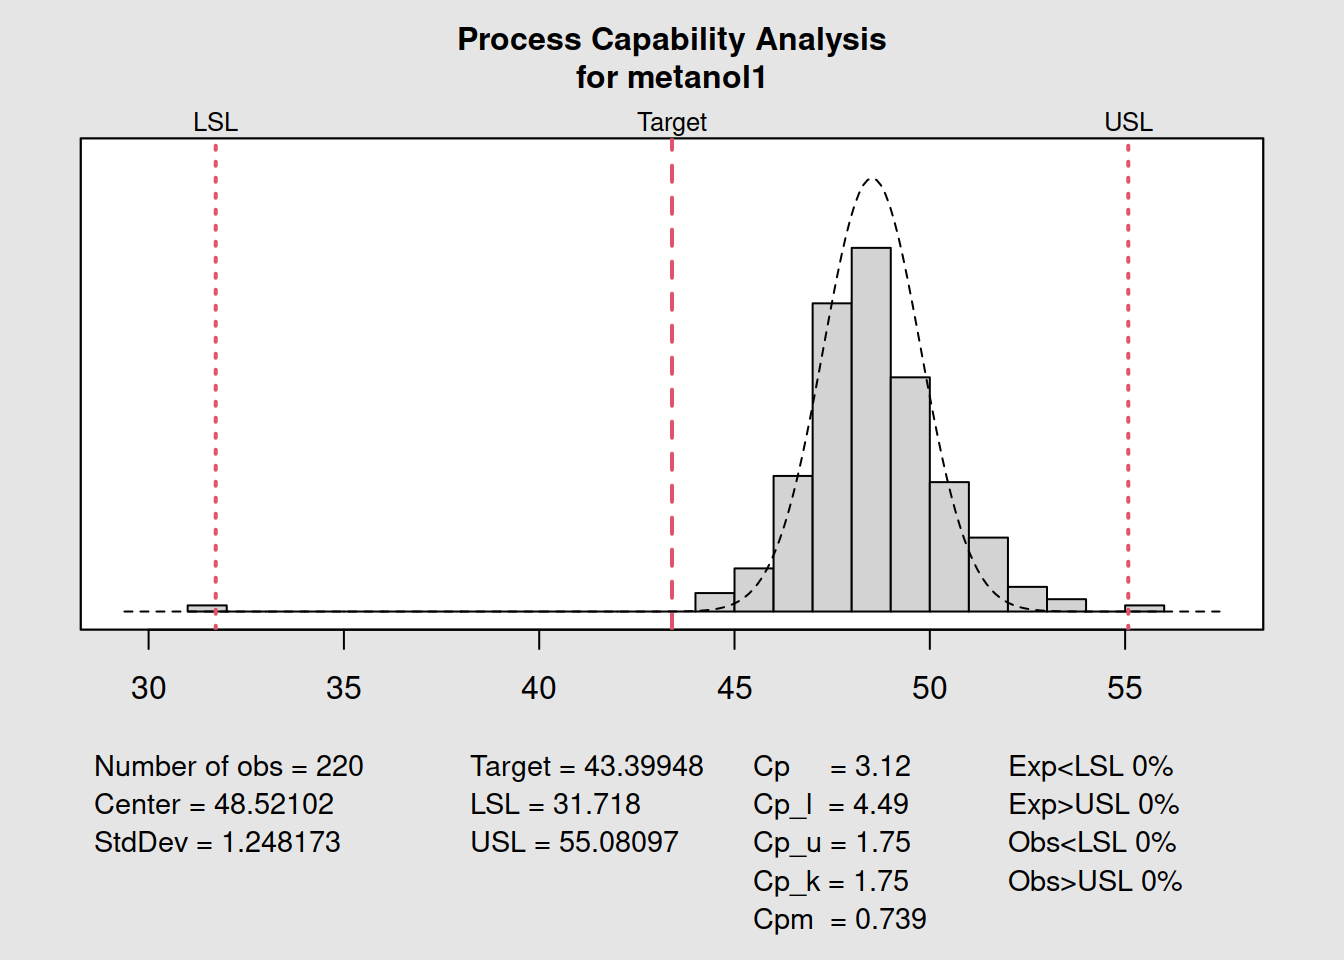 Process Capability Analysis
for metanol1
LSL Target USL
30 35 40 45 50 55
Number of obs = 220
Center = 48.52102
StdDev = 1.248173
Target = 43.39948
LSL = 31.718
USL = 55.08097
Cp = 3.12
Cp_l = 4.49
Cp_u = 1.75
Cp_k = 1.75
Cpm = 0.739
Exp<LSL 0%
Exp>USL 0%
Obs<LSL 0%
Obs>USL 0%